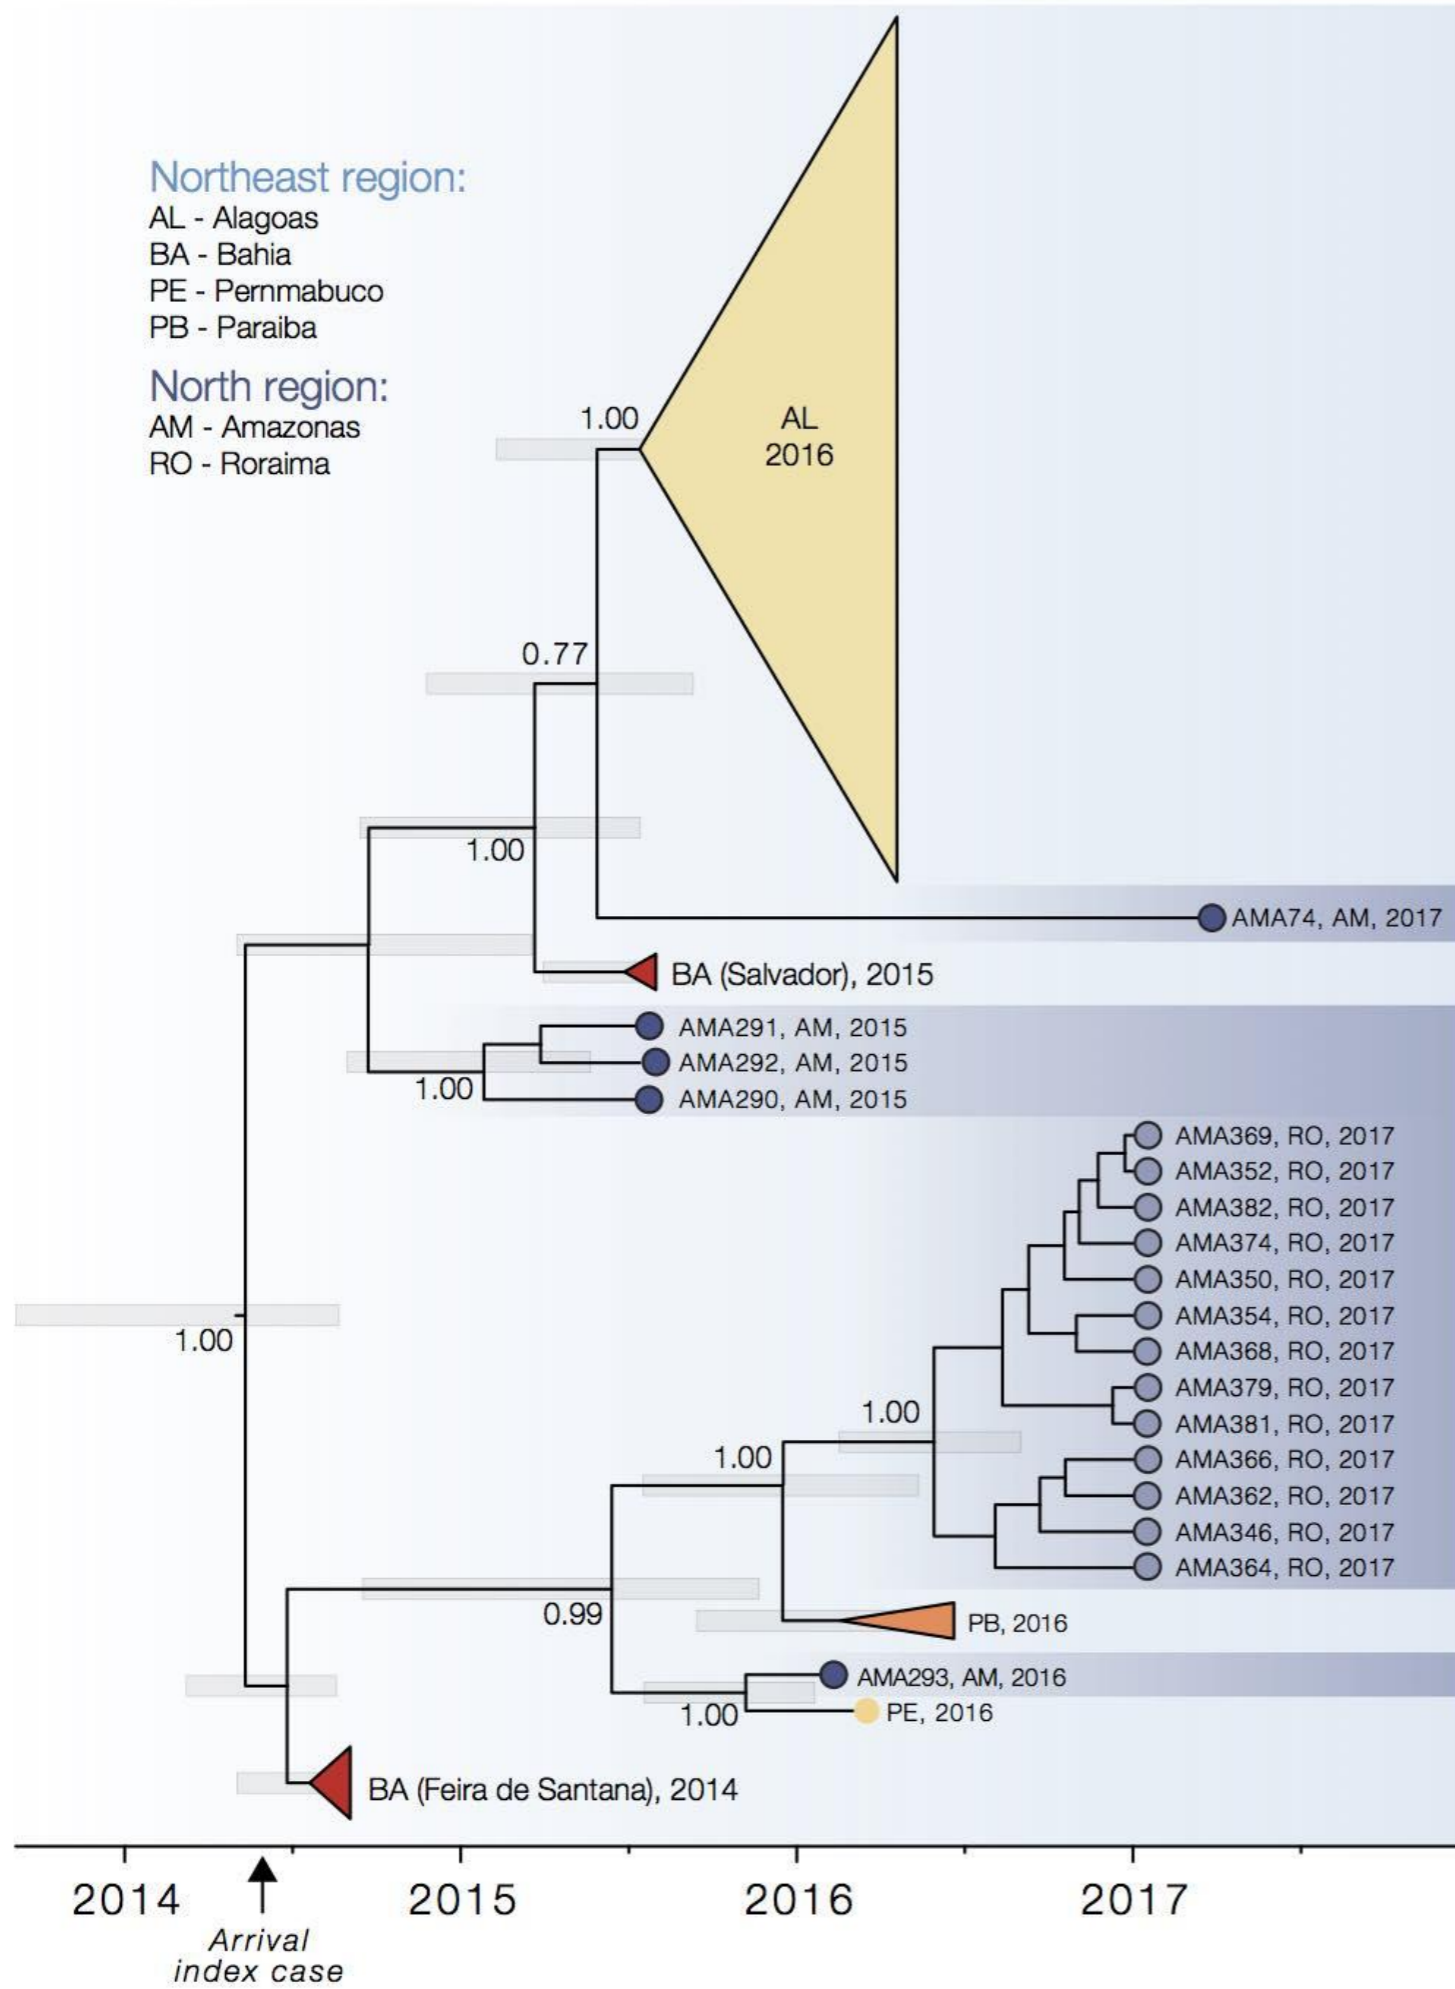 Northeast region:
AL - Alagoas
BA - Bahia
PE - Pernmabuco
PB - Paraiba
North region:
AM - Amazonas
RO - Roraima
1.00
AL
2016
0.77
1.00
AMA74, AM, 2017
BA (Salvador), 2015
AMA291, AM, 2015
AMA292, AM, 2015
1.00
AMA290, AM, 2015
AMA369, RO, 2017
AMA352, RO, 2017
AMA382, RO, 2017
AMA374, RO, 2017
AMA350, RO, 2017
AMA354, RO, 2017
1.00
AMA368, RO, 2017
AMA379, RO, 2017
1.00
AMA381, RO, 2017
1.00
AMA366, RO, 2017
AMA362, RO, 2017
AMA346, RO, 2017
AMA364, RO, 2017
0.99
PB, 2016
AMA293, AM, 2016
1.00
PE, 2016
BA (Feira de Santana), 2014
2014
2015
2016
2017
Arrival
index case